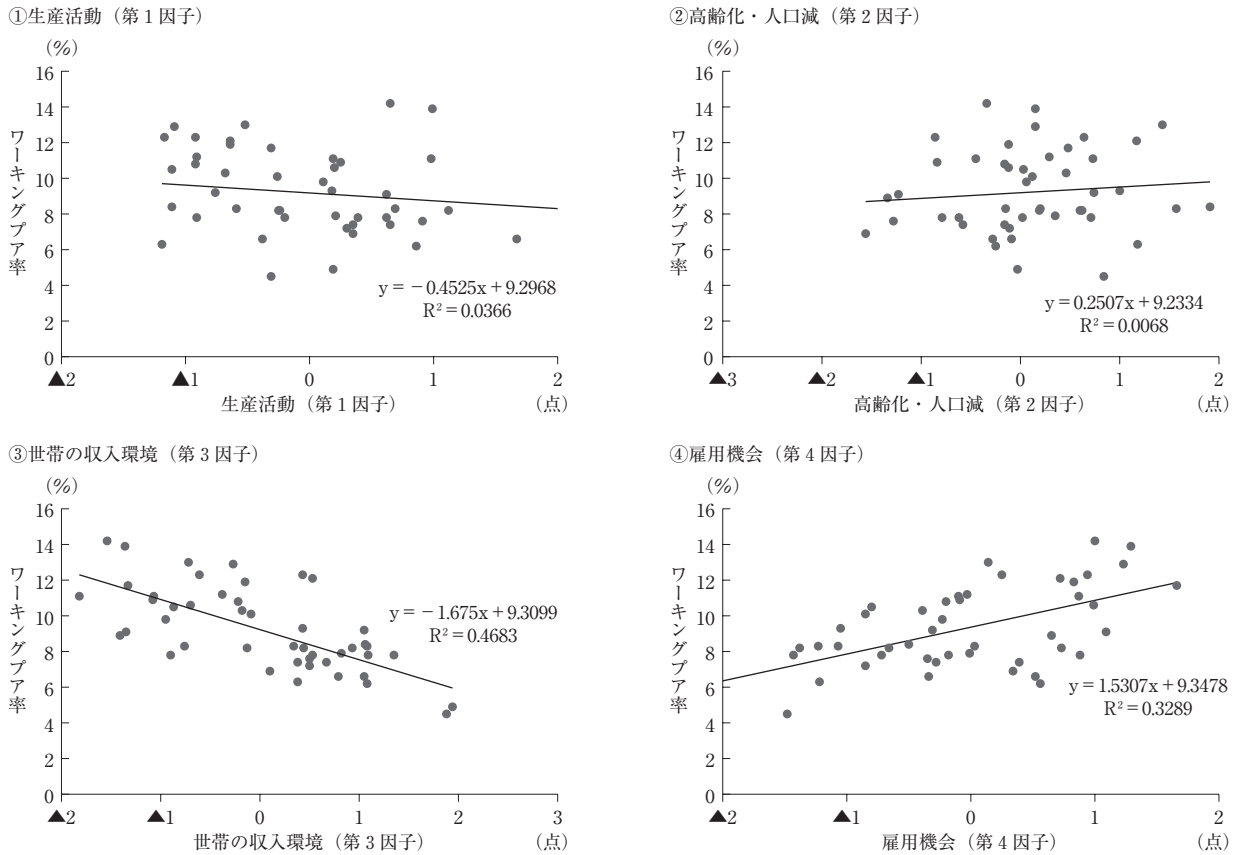 ①生産活動（第１因子）
（％）
16
14
12
10
8
6
4
2
0
ワーキングプア率
y＝－0.4525x＋9.2968
R²＝0.0366
▲2 ▲1 0 1 2
生産活動（第１因子） （点）
②高齢化・人口減（第２因子）
（％）
16
14
12
10
8
6
4
2
0
ワーキングプア率
y＝0.2507x＋9.2334
R²＝0.0068
▲3 ▲2 ▲1 0 1 2
高齢化・人口減（第２因子） （点）
③世帯の収入環境（第３因子）
（％）
16
14
12
10
8
6
4
2
0
ワーキングプア率
y＝－1.675x＋9.3099
R²＝0.4683
▲2 ▲1 0 1 2 3
世帯の収入環境（第３因子） （点）
④雇用機会（第４因子）
（％）
16
14
12
10
8
6
4
2
0
ワーキングプア率
y＝1.5307x＋9.3478
R²＝0.3289
▲2 ▲1 0 1 2
雇用機会（第４因子） （点）